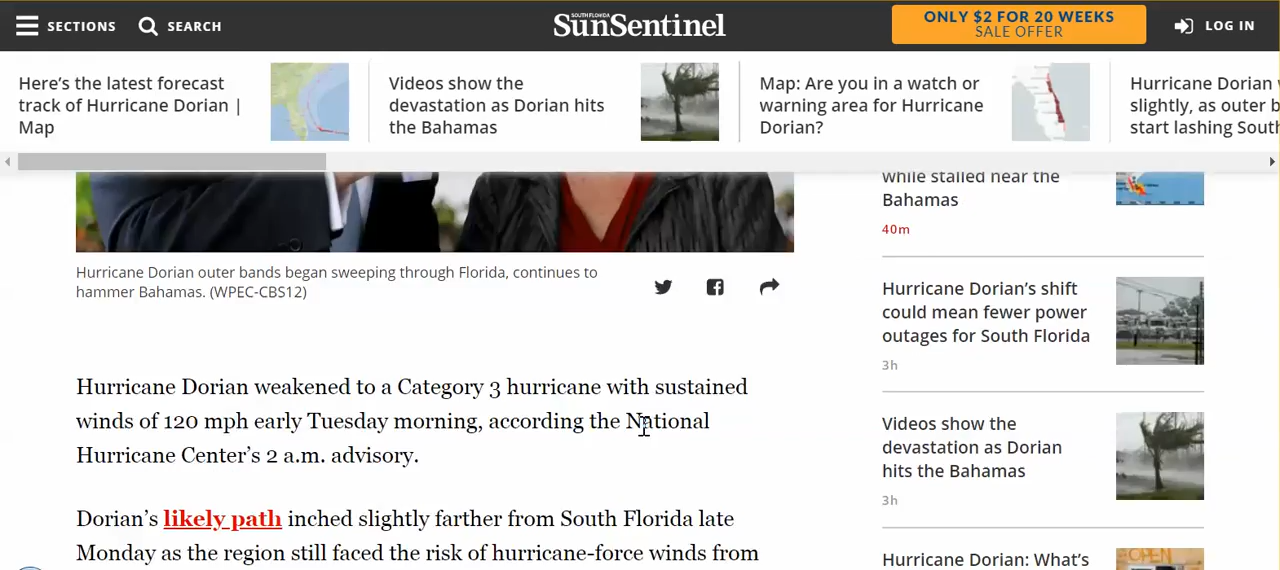 SECTIONS
SEARCH
SOUTH FLORIDA
SunSentinel
ONLY $2 FOR 20 WEEKS
SALE OFFER
LOG IN
Here's the latest forecast
track of Hurricane Dorian |
Map
Videos show the
devastation as Dorian hits
the Bahamas
Map: Are you in a watch or
warning area for Hurricane
Dorian?
Hurricane Dorian
slightly, as outer
start lashing
while stalled near the
Bahamas
40m
Hurricane Dorian outer bands began sweeping through Florida, continues to
hammer Bahamas. (WPEC-CBS12)
Hurricane Dorian's shift
could mean fewer power
outages for South Florida
3h
Hurricane Dorian weakened to a Category 3 hurricane with sustained
winds of 120 mph early Tuesday morning, according the National
Hurricane Center's 2 a.m. advisory.
Videos show the
devastation as Dorian
hits the Bahamas
3h
Dorian's likely path inched slightly farther from South Florida late
Monday as the region still faced the risk of hurricane-force winds from
Hurricane Dorian: What's
OPEN